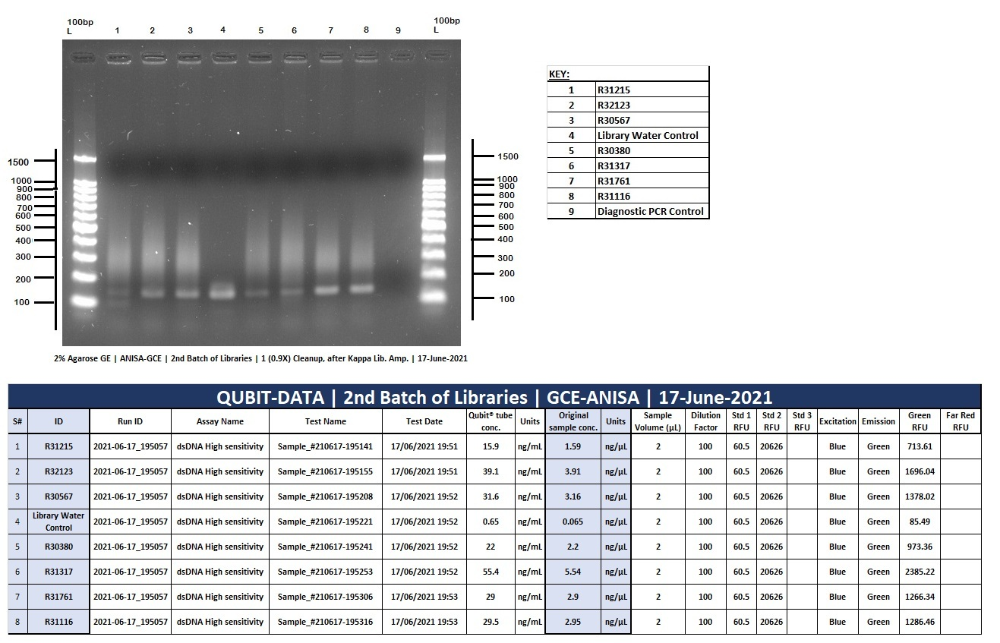 100bp 100bp
L 1 2 3 4 5 6 7 8 9 L
1500 1500
1000 1000
900 900
800 800
700 700
600 600
500 500
400 400
300 300
200 200
100 100
KEY:
1 R31215
2 R32123
3 R30567
4 Library Water Control
5 R30380
6 R31317
7 R31761
8 R31116
9 Diagnostic PCR Control
2% Agarose GE | ANISA-GCE | 2nd Batch of Libraries | 1 (0.9X) Cleanup, after Kappa Lib. Amp. | 17-June-2021
QUBIT-DATA | 2nd Batch of Libraries | GCE-ANISA | 17-June-2021
S# ID Run ID Assay Name Test Name Test Date Qubit® tube conc. Units Original sample conc. Units Sample Volume (µL) Dilution Factor Std 1 RFU Std 2 RFU Std 3 RFU Excitation Emission Green RFU Far Red RFU
1 R31215 2021-06-17_195057 dsDNA High sensitivity Sample_#210617-195141 17/06/2021 19:51 15.9 ng/mL 1.59 ng/µL 2 100 60.5 20626 Blue Green 713.61
2 R32123 2021-06-17_195057 dsDNA High sensitivity Sample_#210617-195155 17/06/2021 19:51 39.1 ng/mL 3.91 ng/µL 2 100 60.5 20626 Blue Green 1696.04
3 R30567 2021-06-17_195057 dsDNA High sensitivity Sample_#210617-195208 17/06/2021 19:52 31.6 ng/mL 3.16 ng/µL 2 100 60.5 20626 Blue Green 1378.02
4 Library Water Control 2021-06-17_195057 dsDNA High sensitivity Sample_#210617-195221 17/06/2021 19:52 0.65 ng/mL 0.065 ng/µL 2 100 60.5 20626 Blue Green 85.49
5 R30380 2021-06-17_195057 dsDNA High sensitivity Sample_#210617-195241 17/06/2021 19:52 22 ng/mL 2.2 ng/µL 2 100 60.5 20626 Blue Green 973.36
6 R31317 2021-06-17_195057 dsDNA High sensitivity Sample_#210617-195253 17/06/2021 19:52 55.4 ng/mL 5.54 ng/µL 2 100 60.5 20626 Blue Green 2385.22
7 R31761 2021-06-17_195057 dsDNA High sensitivity Sample_#210617-195306 17/06/2021 19:53 29 ng/mL 2.9 ng/µL 2 100 60.5 20626 Blue Green 1266.34
8 R31116 2021-06-17_195057 dsDNA High sensitivity Sample_#210617-195316 17/06/2021 19:53 29.5 ng/mL 2.95 ng/µL 2 100 60.5 20626 Blue Green 1286.46